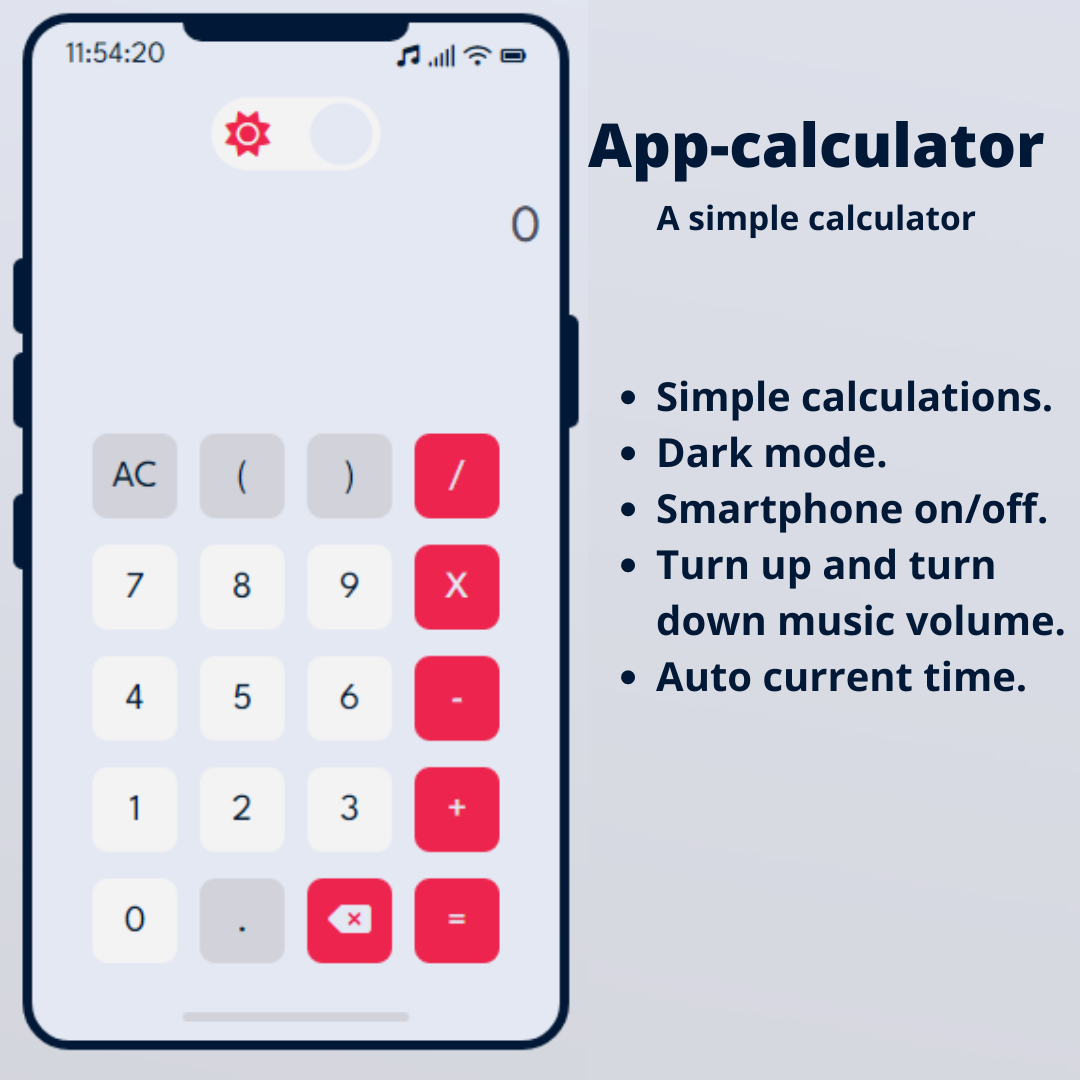 11:54:20
0
AC ( ) /
7 8 9 X
4 5 6 -
1 2 3 +
0 . =
App-calculator
A simple calculator
• Simple calculations.
• Dark mode.
• Smartphone on/off.
• Turn up and turn
down music volume.
• Auto current time.